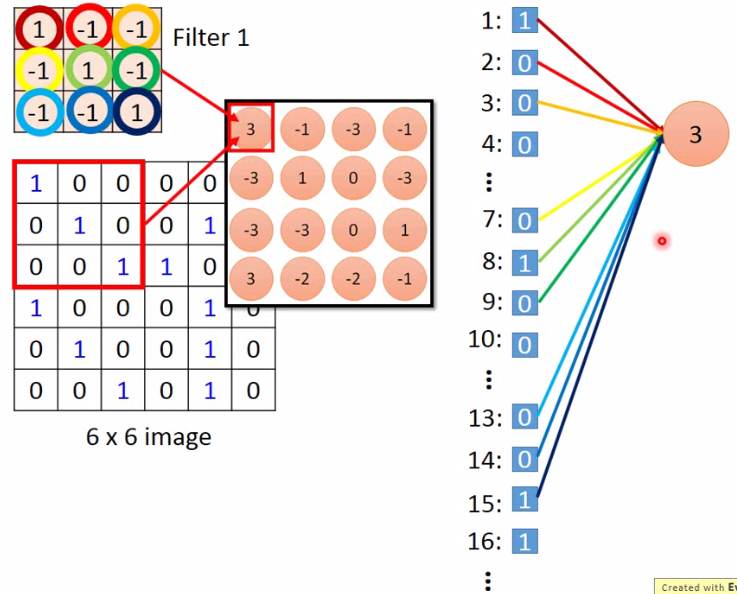 1 -1 -1
-1 1 -1
-1 -1 1
Filter 1
3 -1 -3 -1
-3 1 0 -3
-3 -3 0 1
3 -2 -2 -1
1 0 0 0 0
0 1 0 0 1
0 0 1 1 0
1 0 0 0 1 0
0 1 0 0 1 0
0 0 1 0 1 0
6 x 6 image
1: 1
2: 0
3: 0
4: 0
⋮
7: 0
8: 1
9: 0
10: 0
⋮
13: 0
14: 0
15: 1
16: 1
⋮
3
Created with Ev